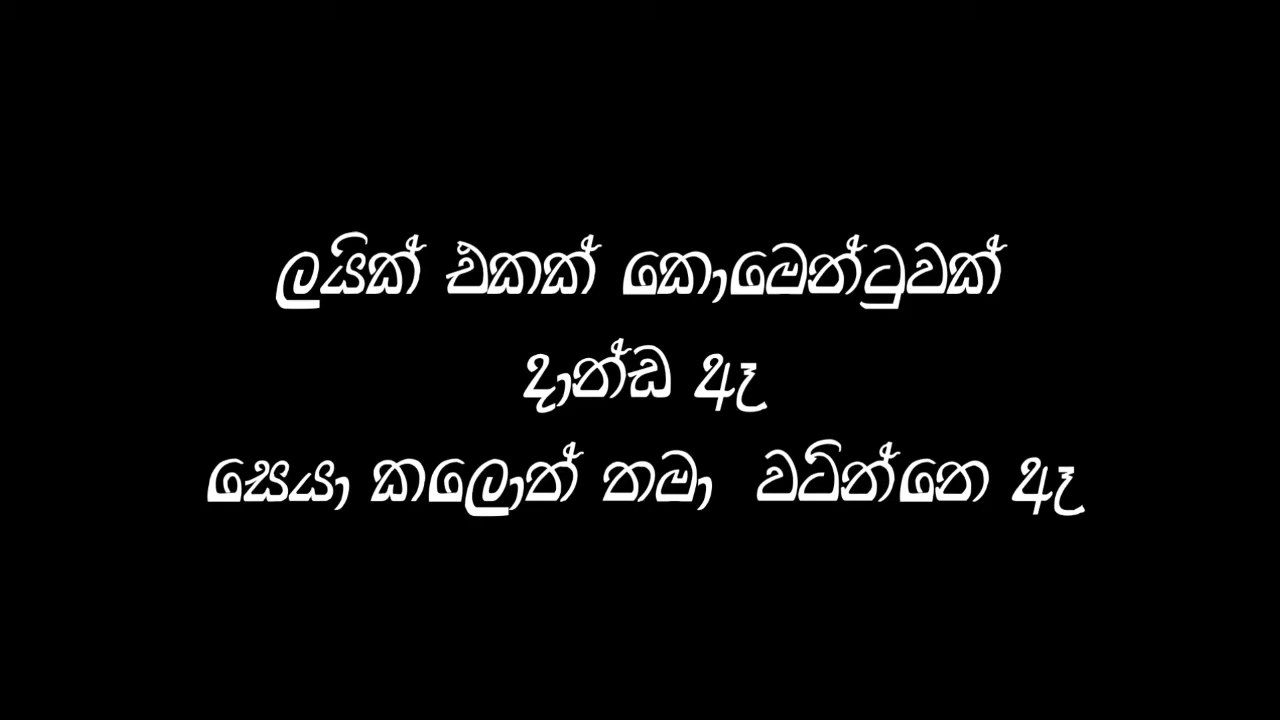 ලයික් එකක් කොමෙන්ටුවක්
දාන්ඩ ඈ
සෙයා කලොත් තමා වටින්නෙ ඈ